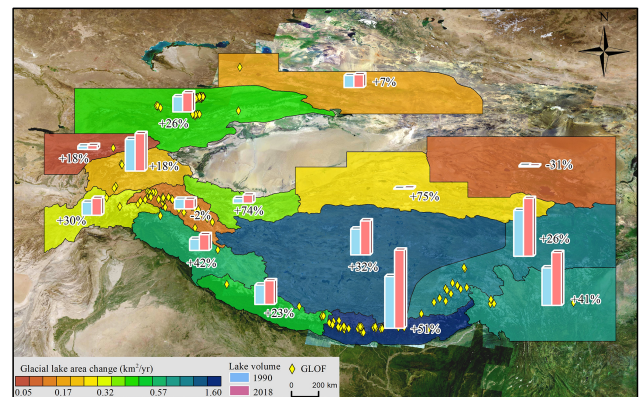 N
+7%
+26%
+18%
+18%
-31%
+75%
+74%
+30%
-2%
+26%
+42%
+32%
+41%
+23%
+51%
Glacial lake area change (km²/yr)
0.05 0.17 0.32 0.57 1.60
Lake volume
1990
2018
GLOF
0 200 km